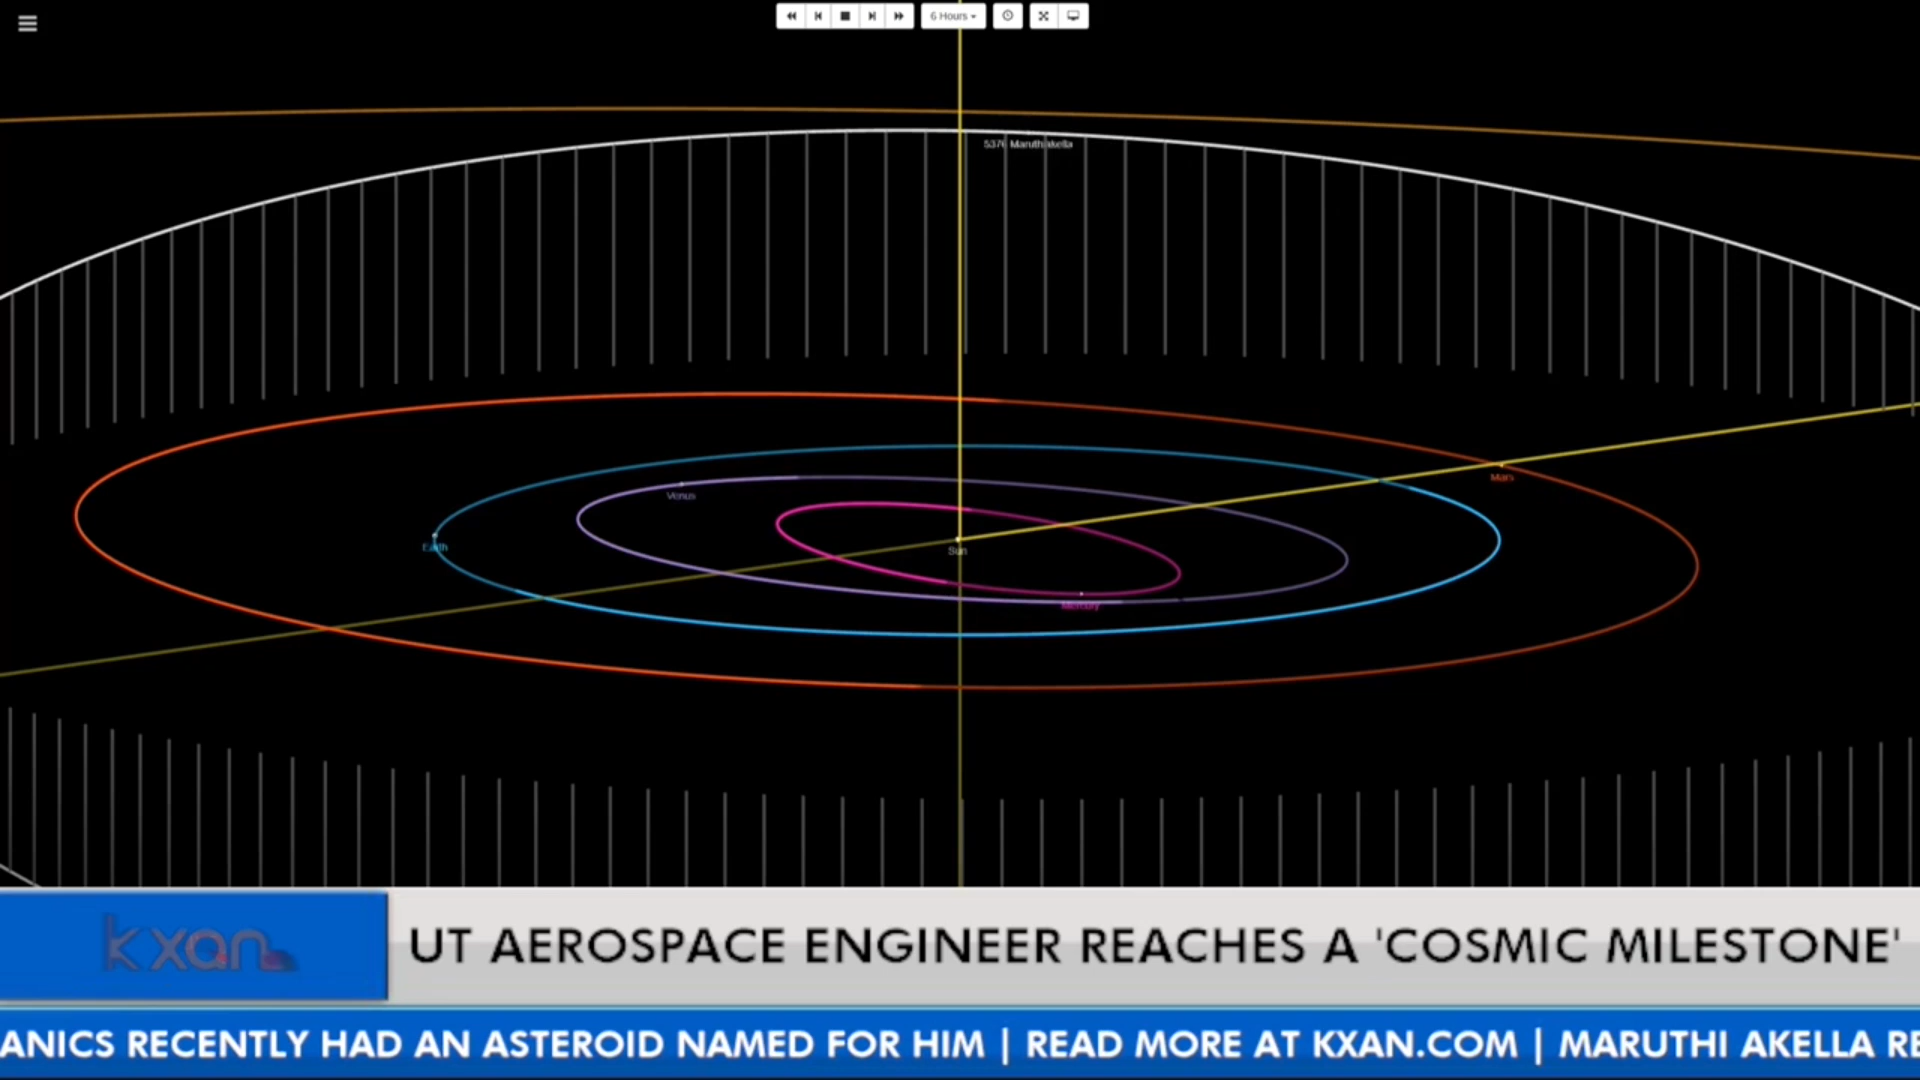 6 Hours
Maruthiakella
Mars
Venus
Earth
Sun
Mercury
kxan
UT AEROSPACE ENGINEER REACHES A 'COSMIC MILESTONE'
ANICS RECENTLY HAD AN ASTEROID NAMED FOR HIM | READ MORE AT KXAN.COM | MARUTHI AKELLA RE